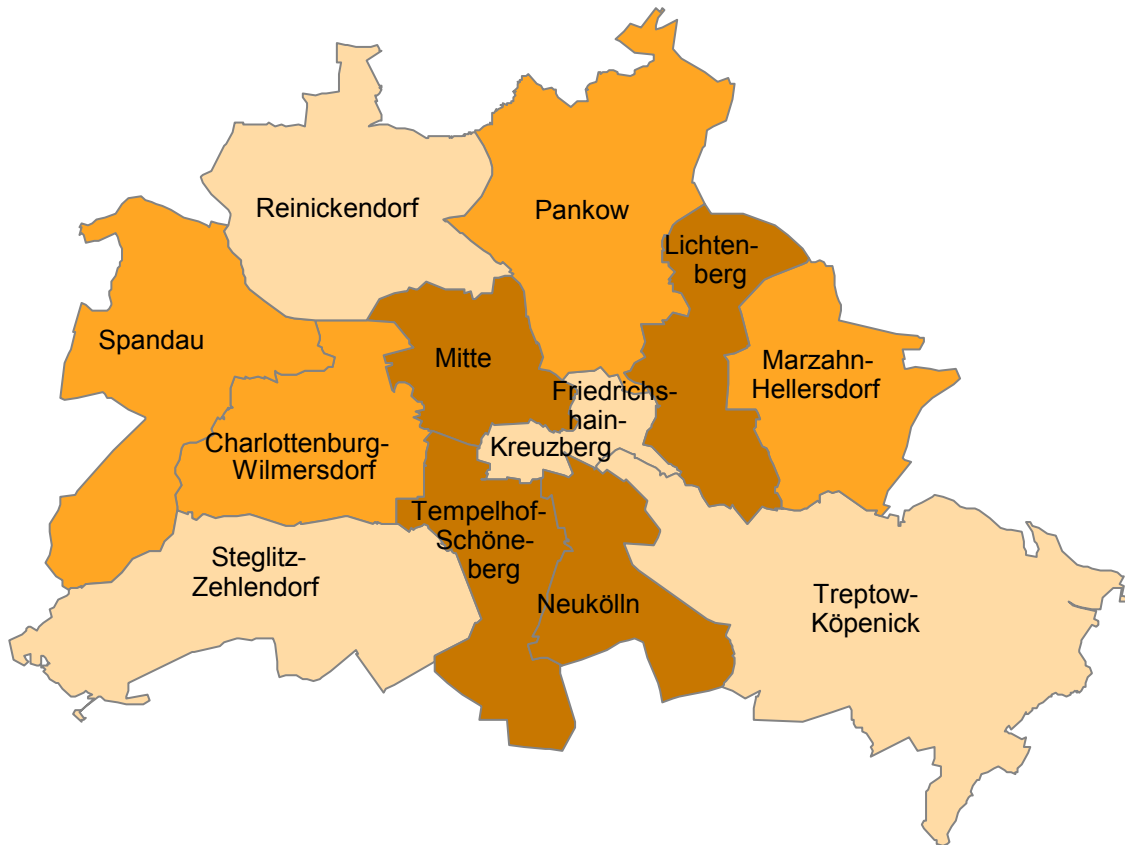 Reinickendorf
Pankow
Lichten-
berg
Spandau
Mitte
Marzahn-
Hellersdorf
Friedrichs-
hain-
Kreuzberg
Charlottenburg-
Wilmersdorf
Tempelhof-
Schöne-
berg
Steglitz-
Zehlendorf
Neukölln
Treptow-
Köpenick